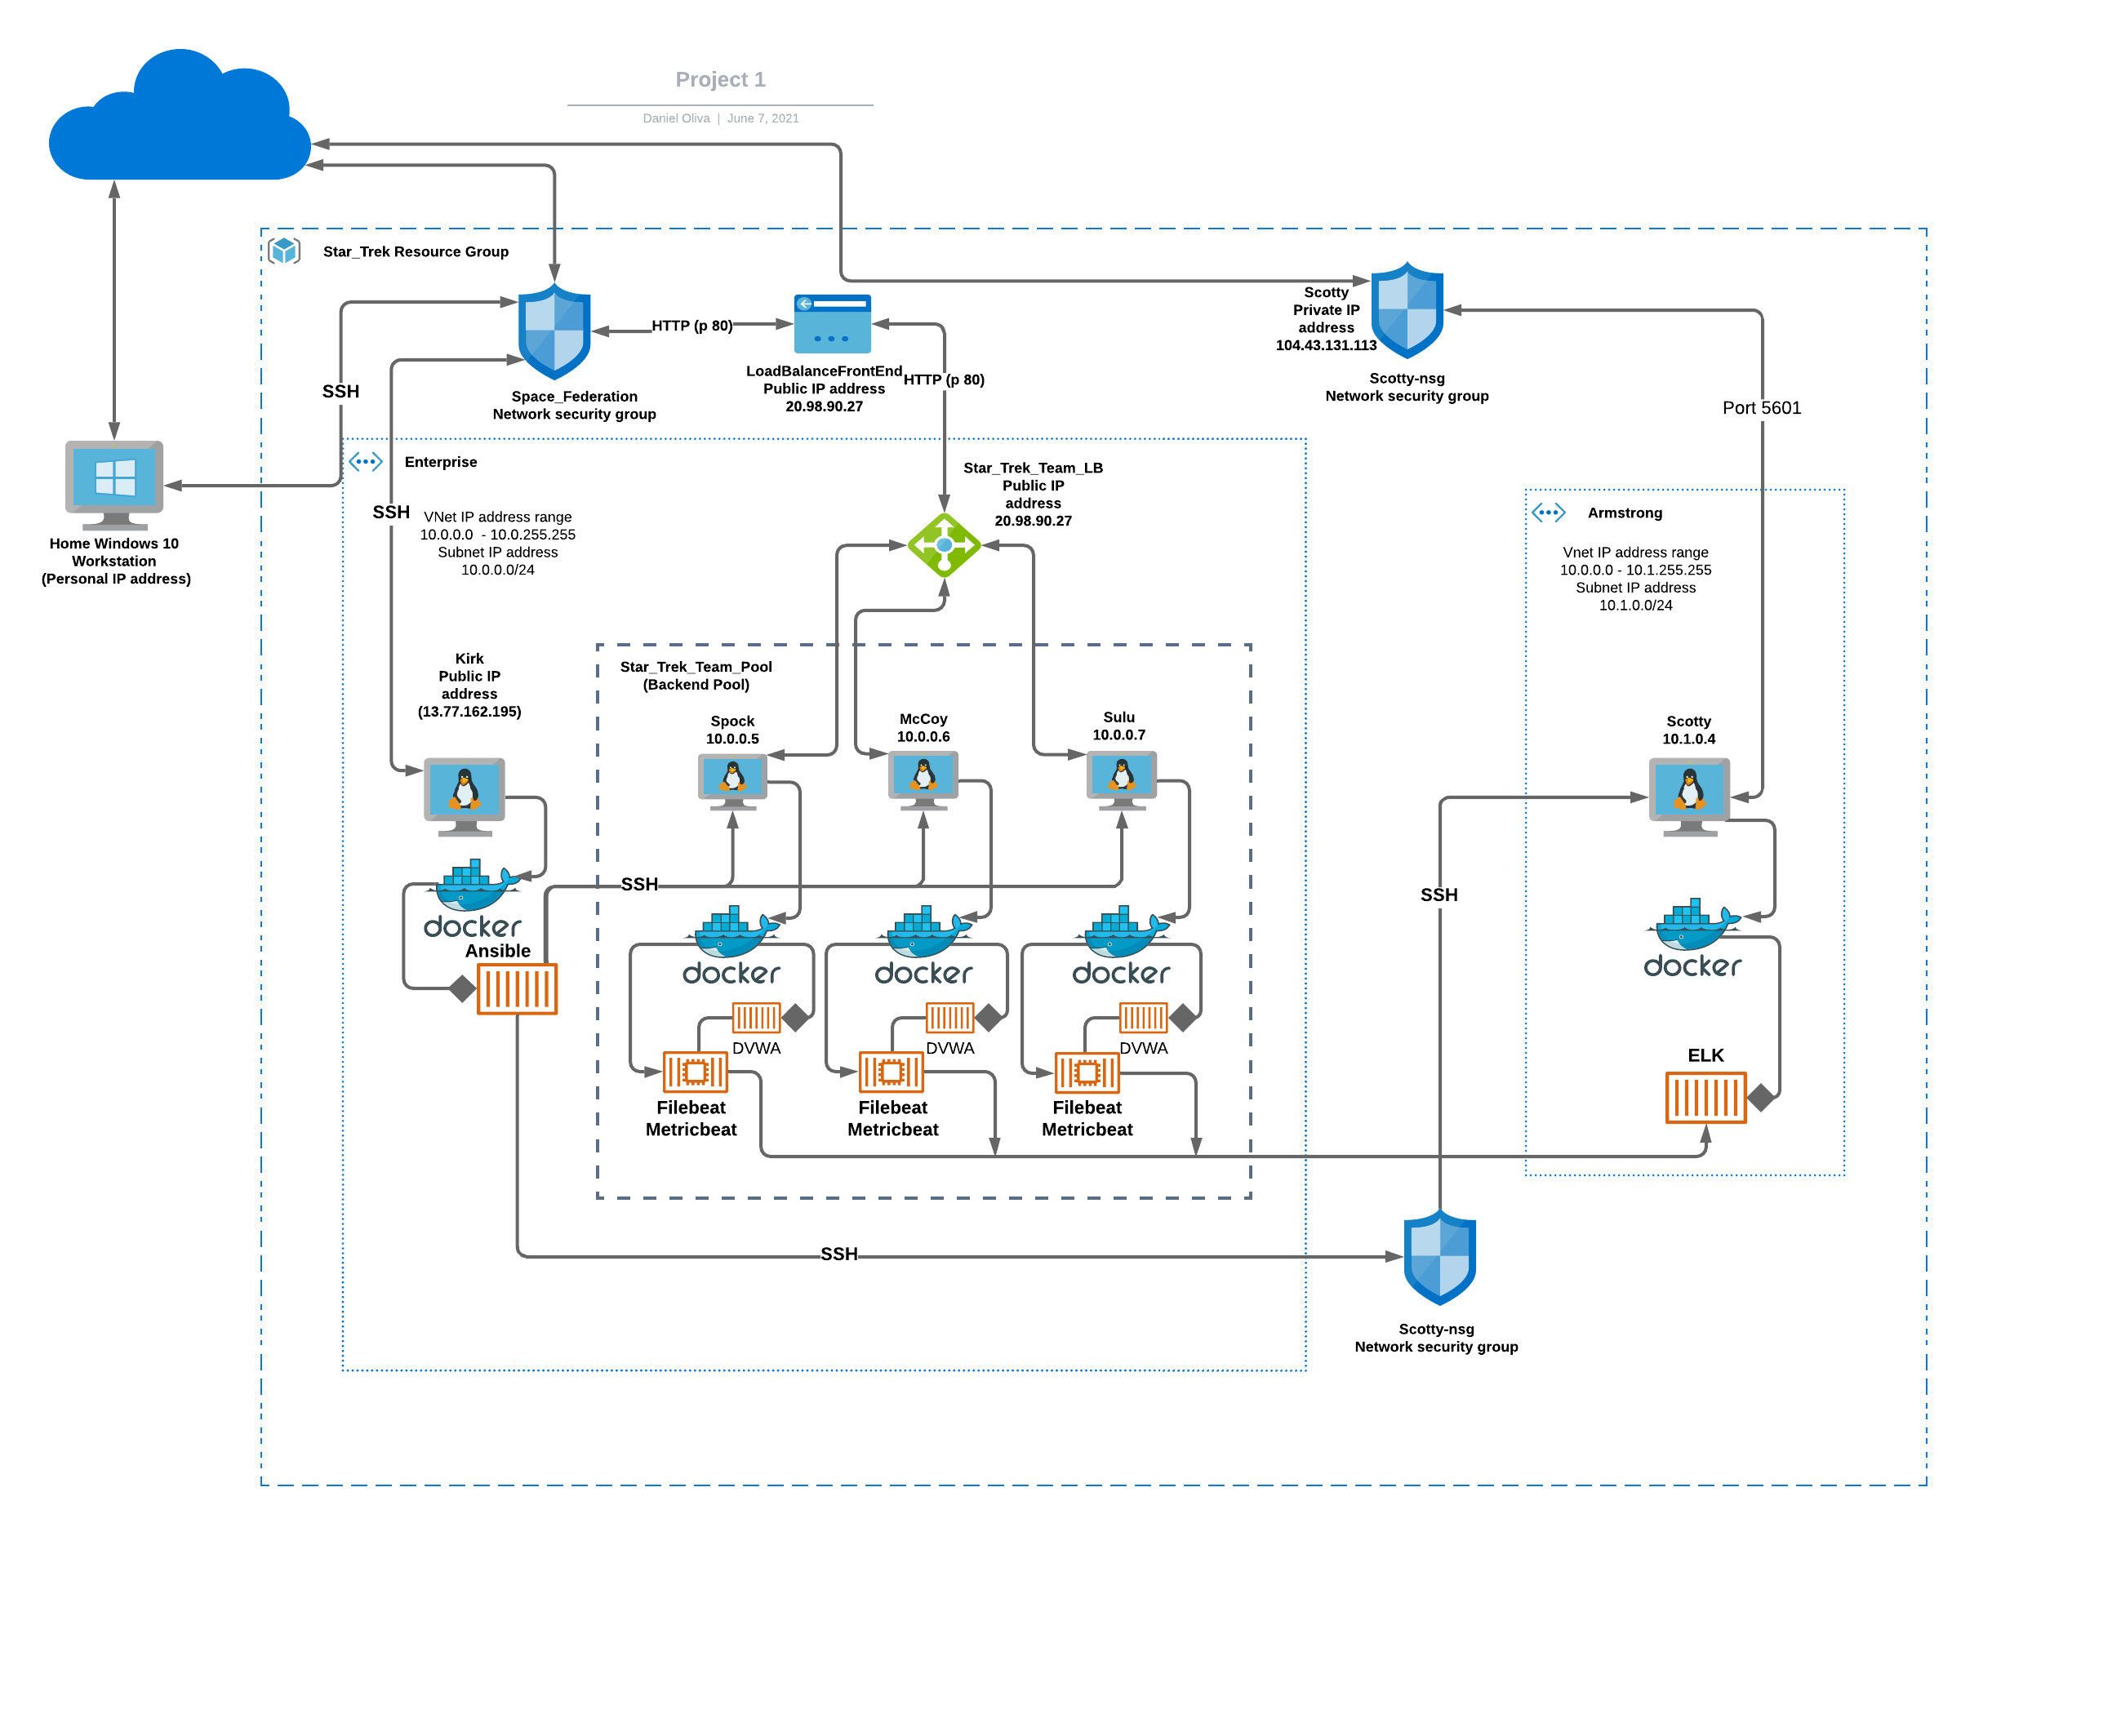 Project 1
Daniel Oliva | June 7, 2021
Star_Trek Resource Group
Scotty
Private IP
address
104.43.131.113
HTTP (p 80)
LoadBalanceFrontEnd
Public IP address
20.98.90.27
HTTP (p 80)
Scotty-nsg
Network security group
SSH
Space_Federation
Network security group
Port 5601
Enterprise
Star_Trek_Team_LB
Public IP
address
20.98.90.27
SSH
VNet IP address range
10.0.0.0 - 10.0.255.255
Subnet IP address
10.0.0.0/24
Armstrong
Vnet IP address range
10.0.0.0 - 10.1.255.255
Subnet IP address
10.1.0.0/24
Home Windows 10
Workstation
(Personal IP address)
Kirk
Public IP
address
(13.77.162.195)
Star_Trek_Team_Pool
(Backend Pool)
Spock
10.0.0.5
McCoy
10.0.0.6
Sulu
10.0.0.7
Scotty
10.1.0.4
SSH
SSH
docker
Ansible
docker
docker
docker
docker
DVWA
DVWA
DVWA
ELK
Filebeat
Metricbeat
Filebeat
Metricbeat
Filebeat
Metricbeat
SSH
Scotty-nsg
Network security group